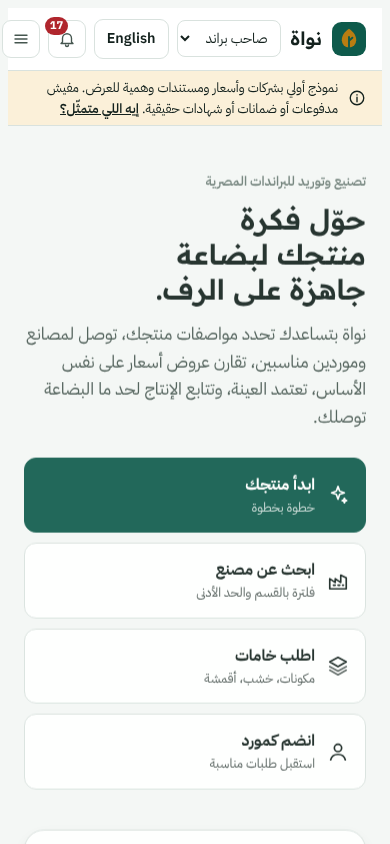 نواة
صاحب براند
English
17
نموذج أولي بشركات وأسعار ومستندات وهمية للعرض. مفيش
مدفوعات أو ضمانات أو شهادات حقيقية. إيه اللي متمثّل؟
تصنيع وتوريد للبراندات المصرية
حوّل فكرة
منتجك لبضاعة
جاهزة على الرف.
نواة بتساعدك تحدد مواصفات منتجك، توصل لمصانع
وموردين مناسبين، تقارن عروض أسعار على نفس
الأساس، تعتمد العينة، وتتابع الإنتاج لحد ما البضاعة
توصلك.
ابدأ منتجك
خطوة بخطوة
ابحث عن مصنع
فلترة بالقسم والحد الأدنى
اطلب خامات
مكونات، خشب، أقمشة
انضم كمورد
استقبل طلبات مناسبة